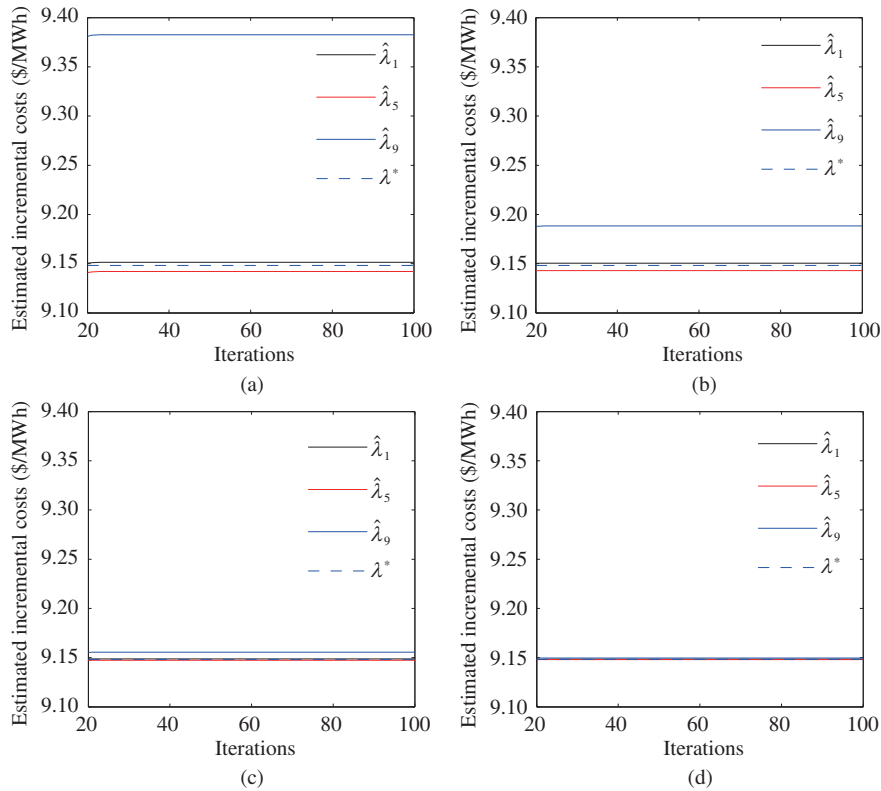 Estimated incremental costs ($/MWh)
9.40
9.35
9.30
9.25
9.20
9.15
9.10
20 40 60 80 100
Iterations
λ̂₁
λ̂₅
λ̂₉
λ*
(a)
Estimated incremental costs ($/MWh)
9.40
9.35
9.30
9.25
9.20
9.15
9.10
20 40 60 80 100
Iterations
λ̂₁
λ̂₅
λ̂₉
λ*
(b)
Estimated incremental costs ($/MWh)
9.40
9.35
9.30
9.25
9.20
9.15
9.10
20 40 60 80 100
Iterations
λ̂₁
λ̂₅
λ̂₉
λ*
(c)
Estimated incremental costs ($/MWh)
9.40
9.35
9.30
9.25
9.20
9.15
9.10
20 40 60 80 100
Iterations
λ̂₁
λ̂₅
λ̂₉
λ*
(d)